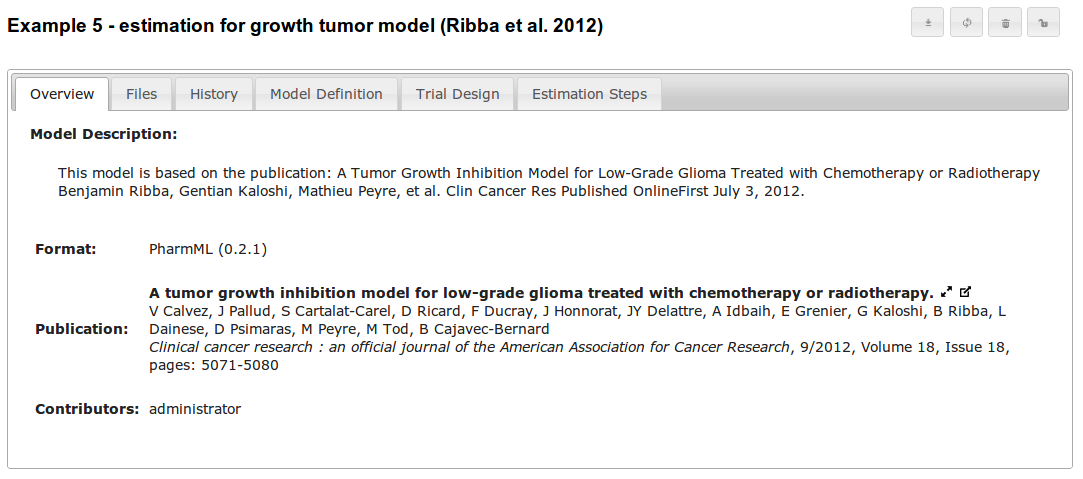 Example 5 - estimation for growth tumor model (Ribba et al. 2012)
Overview Files History Model Definition Trial Design Estimation Steps
Model Description:
This model is based on the publication: A Tumor Growth Inhibition Model for Low-Grade Glioma Treated with Chemotherapy or Radiotherapy
Benjamin Ribba, Gentian Kaloshi, Mathieu Peyre, et al. Clin Cancer Res Published OnlineFirst July 3, 2012.
Format: PharmML (0.2.1)
A tumor growth inhibition model for low-grade glioma treated with chemotherapy or radiotherapy.
V Calvez, J Pallud, S Cartalat-Carel, D Ricard, F Ducray, J Honnorat, JY Delattre, A Idbaih, E Grenier, G Kaloshi, B Ribba, L
Publication: Dainese, D Psimaras, M Peyre, M Tod, B Cajavec-Bernard
Clinical cancer research : an official journal of the American Association for Cancer Research, 9/2012, Volume 18, Issue 18,
pages: 5071-5080
Contributors: administrator